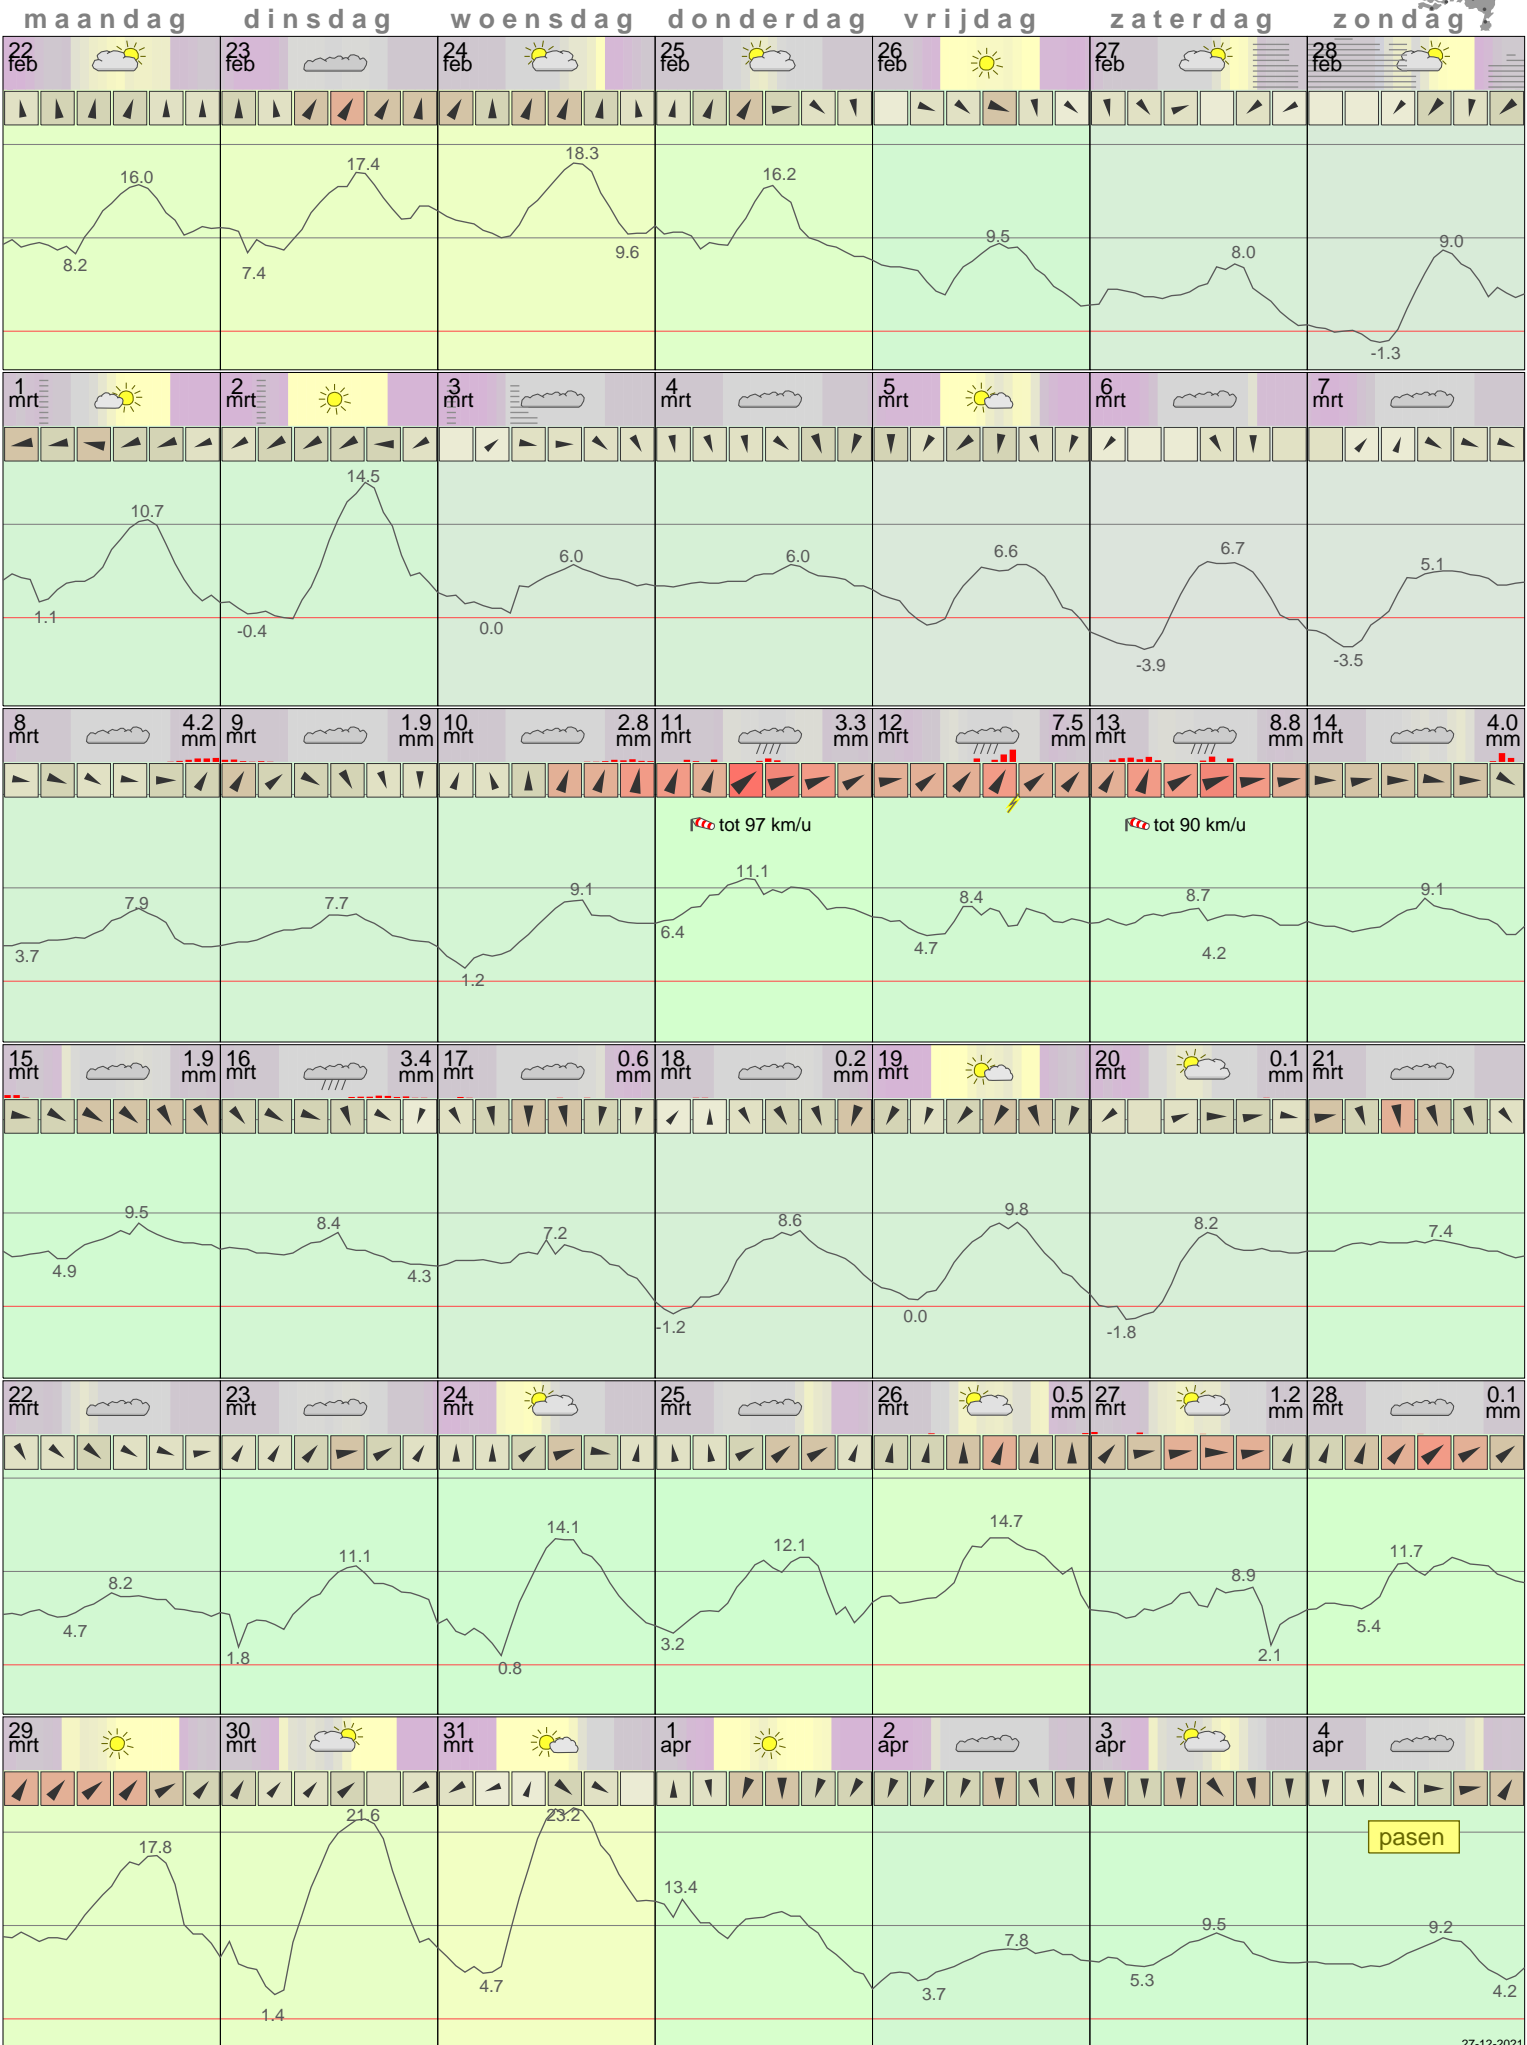 maandag dinsdag woensdag donderdag vrijdag zaterdag zondag
22 23 24 25 26 27 28
feb feb feb feb feb feb feb
16.0 17.4 18.3 16.2 9.5 8.0 9.0
8.2 7.4 9.6 -1.3
1 2 3 4 5 6 7
mrt mrt mrt mrt mrt mrt mrt
10.7 14.5 6.0 6.0 6.6 6.7 5.1
1.1 -0.4 0.0 -3.9 -3.5
8 4.2 9 1.9 10 2.8 11 3.3 12 7.5 13 8.8 14 4.0
mrt mm mrt mm mrt mm mrt mm mrt mm mrt mm mrt mm
tot 97 km/u tot 90 km/u
7.9 7.7 9.1 11.1 8.4 8.7 9.1
3.7 1.2 6.4 4.7 4.2
15 1.9 16 3.4 17 0.6 18 0.2 19 20 0.1 21
mrt mm mrt mm mrt mm mrt mm mrt mrt mm mrt
9.5 8.4 7.2 8.6 9.8 8.2 7.4
4.9 4.3 -1.2 0.0 -1.8
22 23 24 25 26 0.5 27 1.2 28 0.1
mrt mrt mrt mrt mrt mm mrt mm mrt mm
8.2 11.1 14.1 12.1 14.7 8.9 11.7
4.7 1.8 0.8 3.2 2.1 5.4
29 30 31 1 2 3 4
mrt mrt mrt apr apr apr apr
pasen
17.8 21.6 23.2 13.4 7.8 9.5 9.2
1.4 4.7 3.7 5.3 4.2
27-12-2021